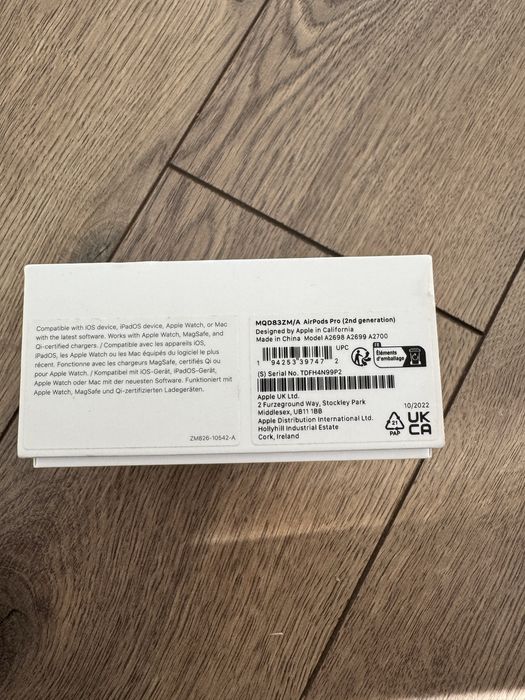 Compatible with iOS device, iPadOS device, Apple Watch, or Mac
with the latest software. Works with Apple Watch, MagSafe, and
Qi-certified chargers. / Compatible avec les appareils iOS,
iPadOS, les Apple Watch ou les Mac équipés du logiciel le plus
récent. Fonctionne avec les chargeurs MagSafe, certifiés Qi ou
pour Apple Watch. / Kompatibel mit iOS-Gerät, iPadOS-Gerät,
Apple Watch oder Mac mit der neuesten Software. Funktioniert mit
Apple Watch, MagSafe und Qi-zertifizierten Ladegeräten.
ZM826-10542-A
MQD83ZM/A AirPods Pro (2nd generation)
Designed by Apple in California
Made in China Model A2698 A2699 A2700
1 94253 39747 2 UPC
Éléments
d'emballage
(S) Serial No. TDFH4N99P2
Apple UK Ltd.
2 Furzeground Way, Stockley Park
Middlesex, UB11 1BB
Apple Distribution International Ltd.
Hollyhill Industrial Estate
Cork, Ireland
10/2022
21
PAP
UK
CA